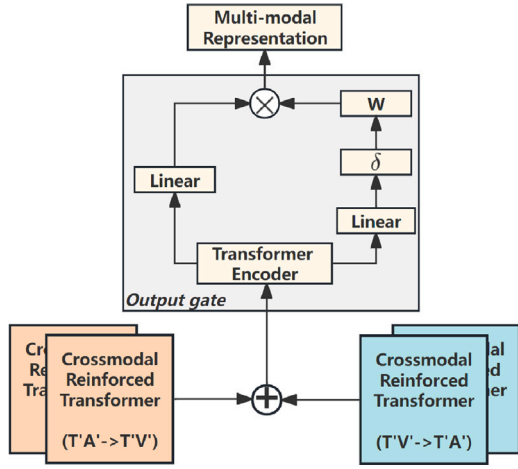 Multi-modal
Representation
W
δ
Linear
Linear
Transformer
Encoder
Output gate
Crossmodal
Reinforced
Transformer
(T'A'->T'V')
Crossmodal
Reinforced
Transformer
(T'V'->T'A')